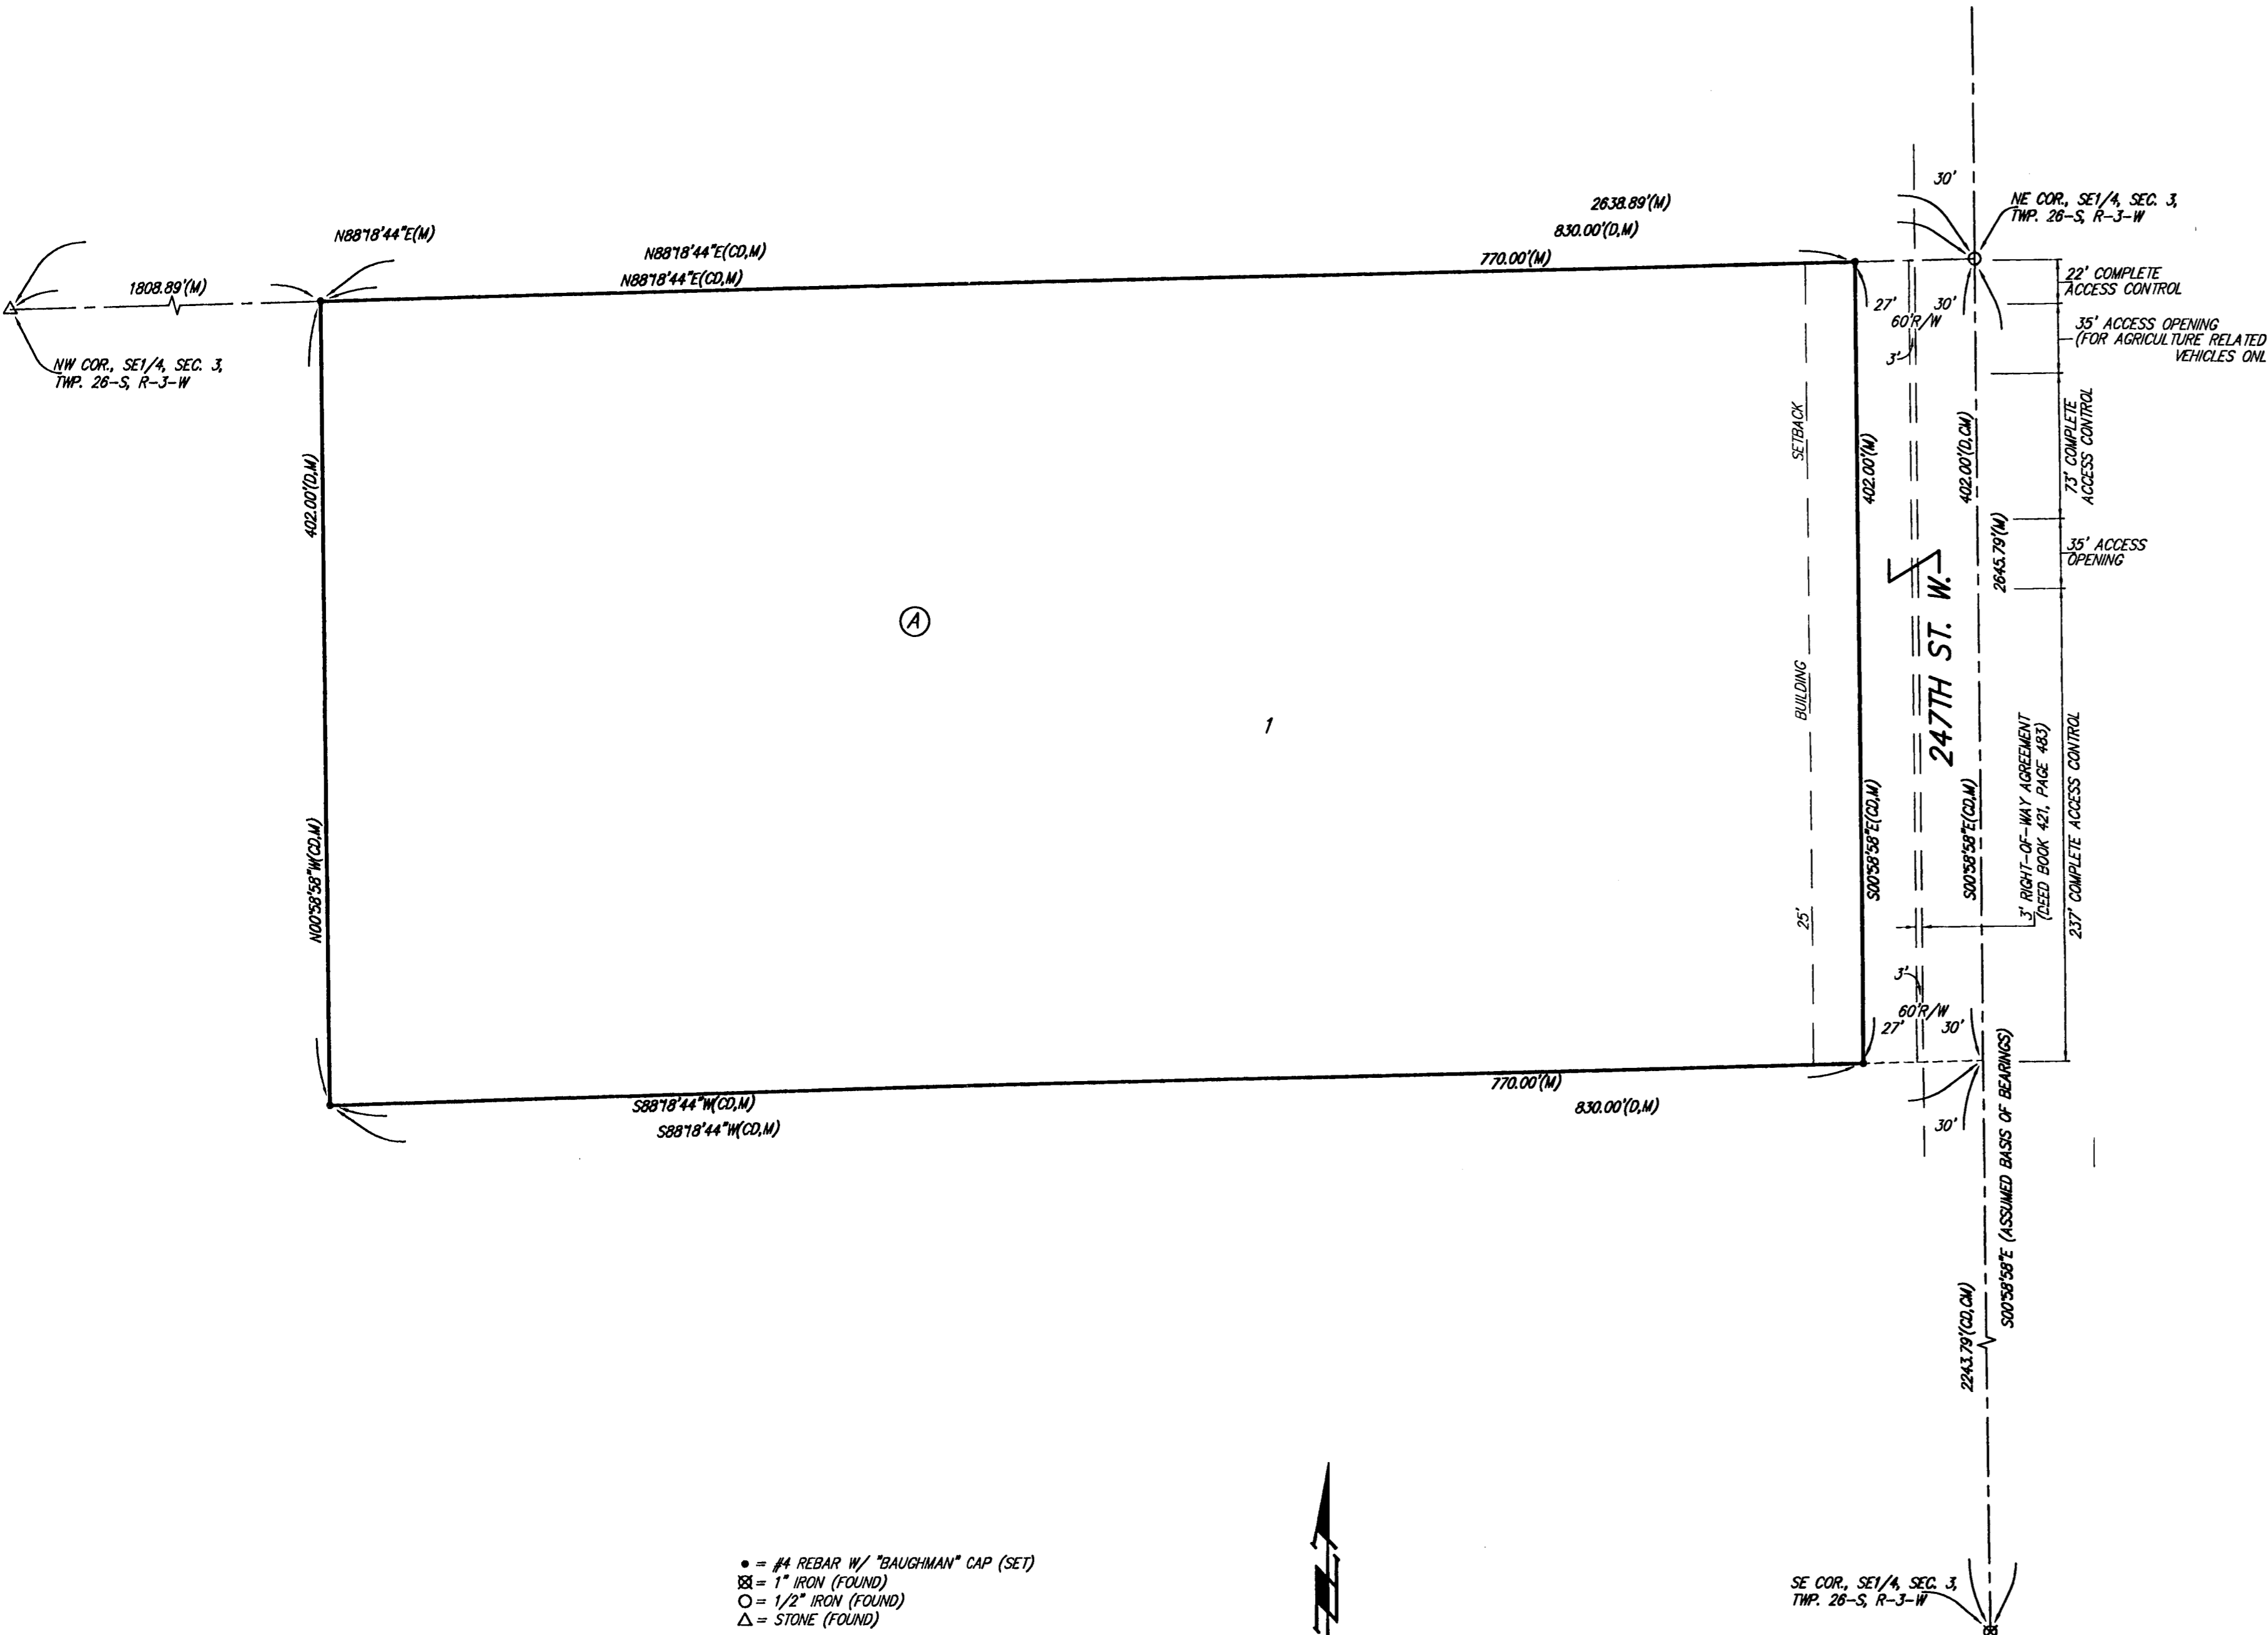 30'
2638.89'(M)
NE COR., SE1/4, SEC. 3,
TWP. 26-S, R-3-W
830.00'(D,M)
N88°18'44"E(M)
N88°18'44"E(CD,M)
770.00'(M)
N88°18'44"E(CD,M)
1808.89'(M)
22' COMPLETE
ACCESS CONTROL
27'
30'
60'R/W
3'
35' ACCESS OPENING
(FOR AGRICULTURE RELATED
VEHICLES ONL
NW COR., SE1/4, SEC. 3,
TWP. 26-S, R-3-W
402.00'(D,M)
SETBACK
402.00'(M)
402.00'(D,CM)
73' COMPLETE
ACCESS CONTROL
2645.79'(M)
35' ACCESS
OPENING
A
1
BUILDING
247TH ST. W.
N00°58'58"W(CD,M)
25'
S00°58'58"E(CD,M)
S00°58'58"E(CD,M)
3' RIGHT-OF-WAY AGREEMENT
(DEED BOOK 421, PAGE 483)
237' COMPLETE ACCESS CONTROL
3'
60'R/W
27'
30'
770.00'(M)
S88°18'44"W(CD,M)
830.00'(D,M)
S88°18'44"W(CD,M)
30'
S00°58'58"E (ASSUMED BASIS OF BEARINGS)
2243.79'(CD,CM)
● = #4 REBAR W/ "BAUGHMAN" CAP (SET)
= 1" IRON (FOUND)
○ = 1/2" IRON (FOUND)
△ = STONE (FOUND)
N
SE COR., SE1/4, SEC. 3,
TWP. 26-S, R-3-W